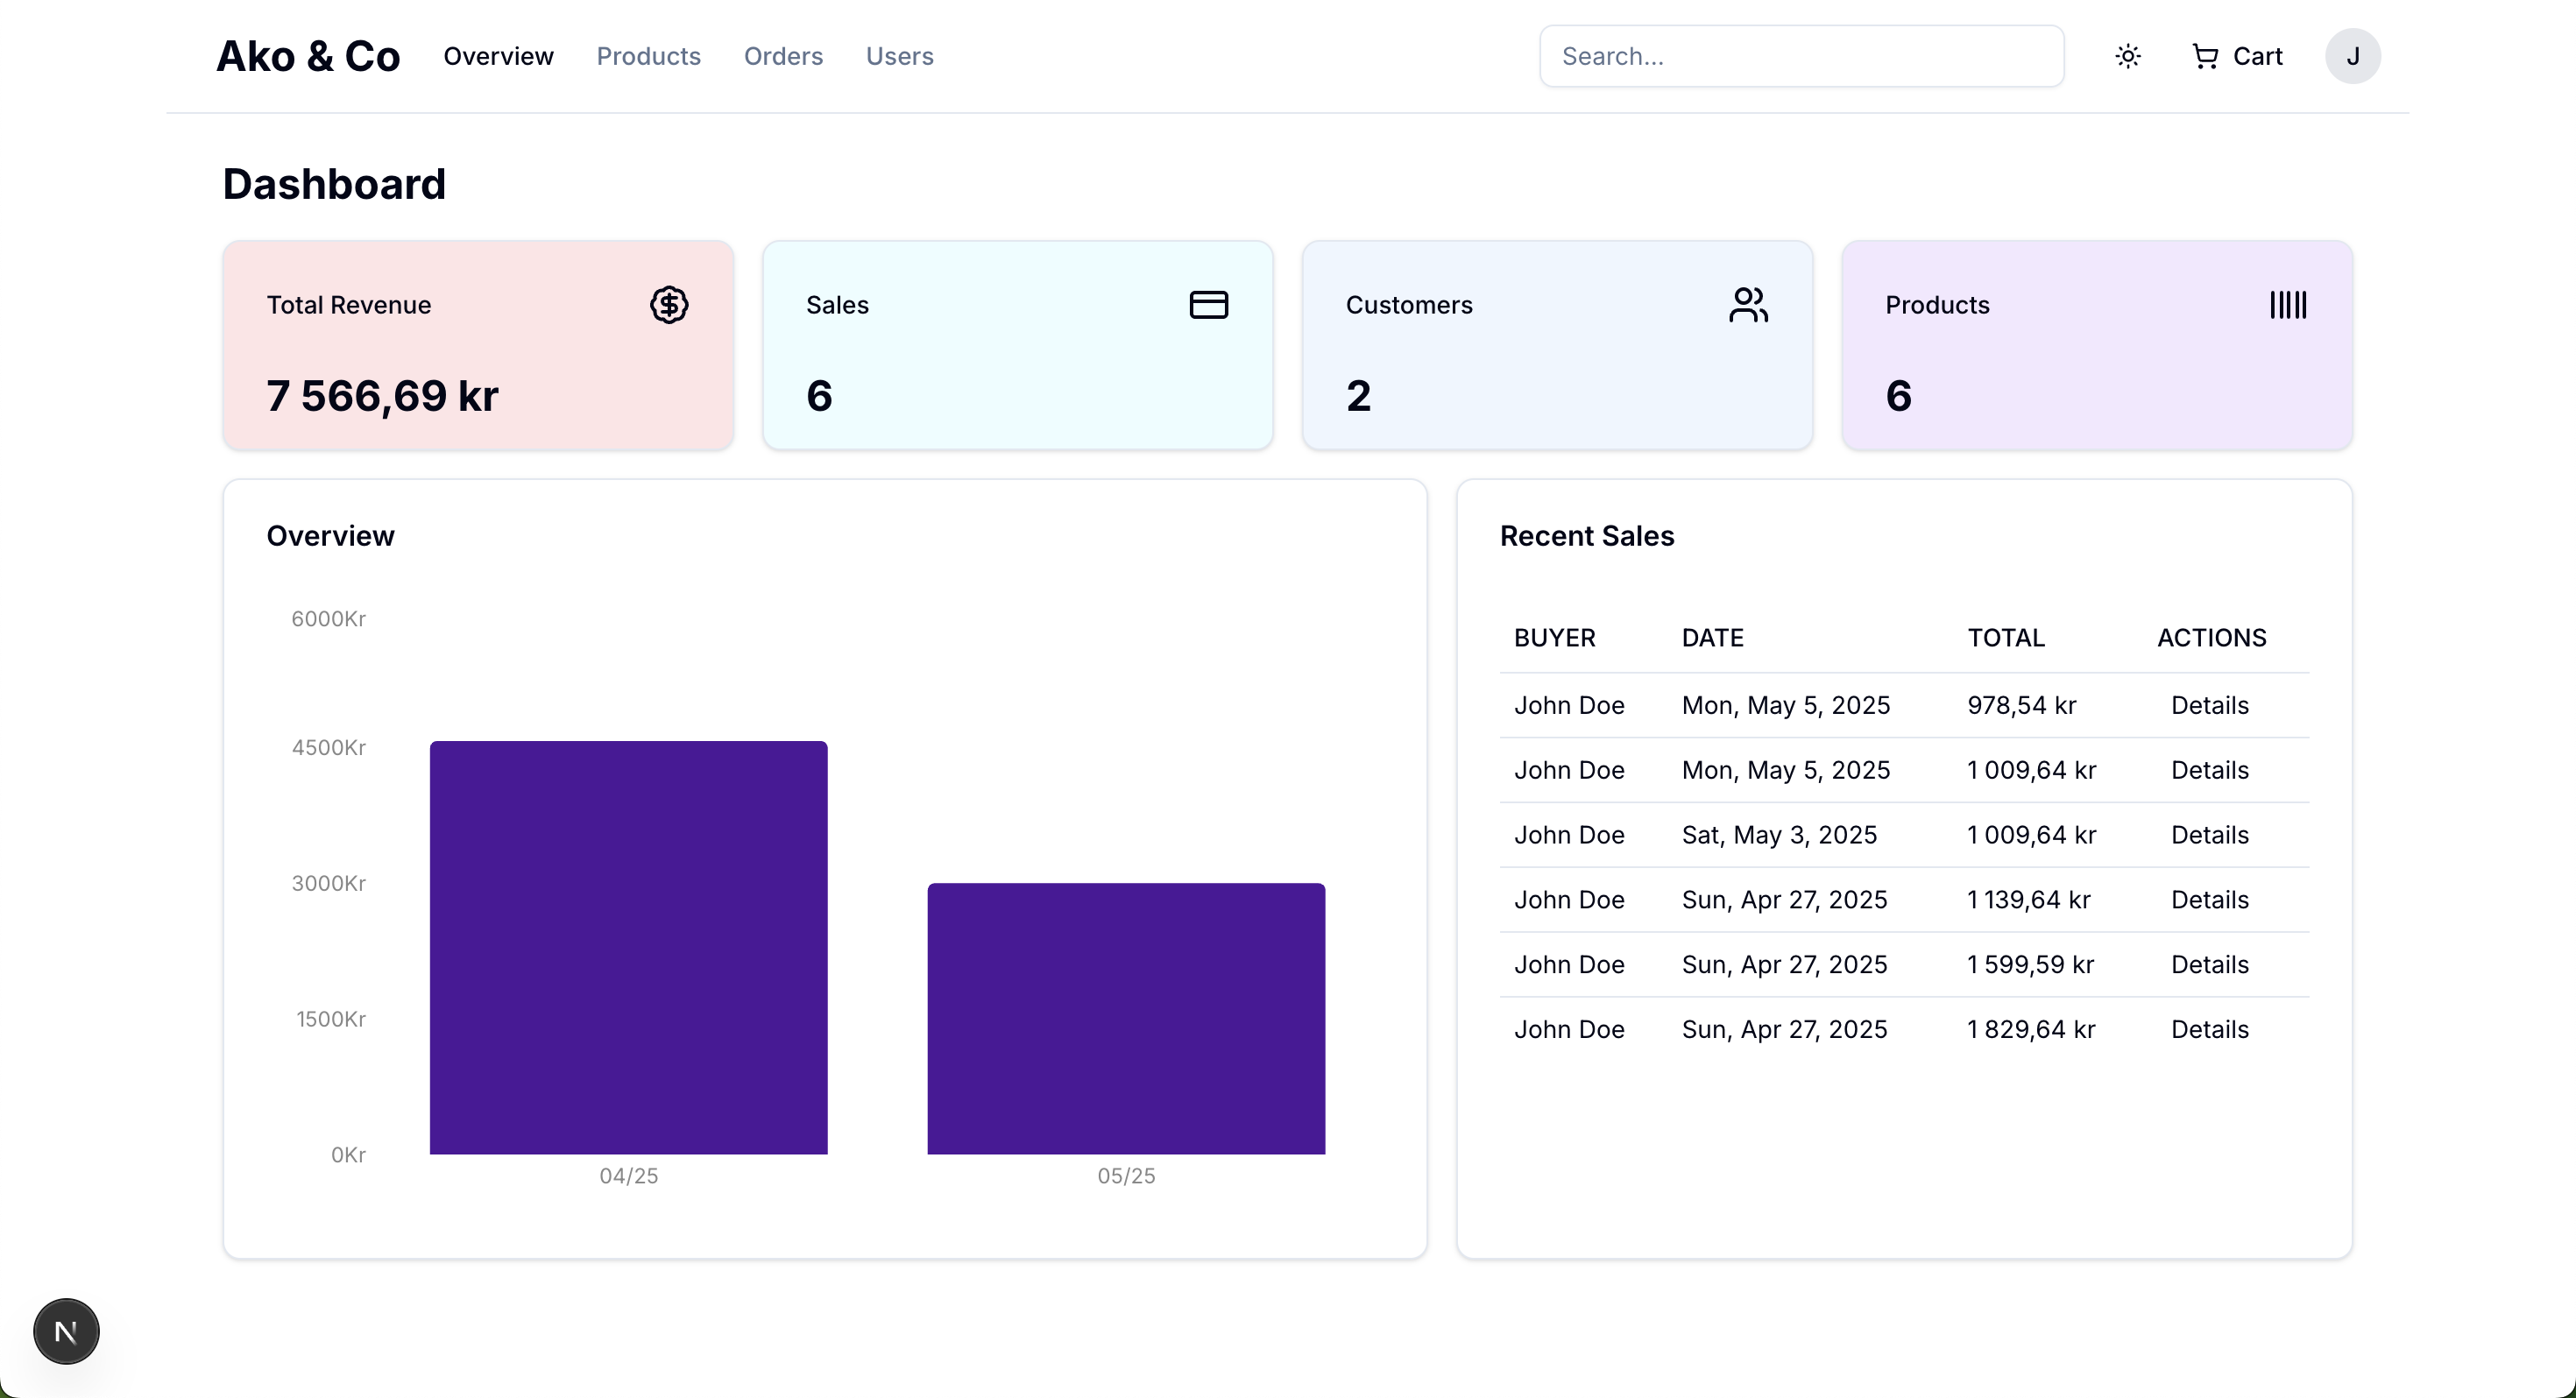 Ako & Co Overview Products Orders Users Search... Cart J
Dashboard
Total Revenue
7 566,69 kr
Sales
6
Customers
2
Products
6
Overview
6000Kr
4500Kr
3000Kr
1500Kr
0Kr
04/25 05/25
Recent Sales
BUYER DATE TOTAL ACTIONS
John Doe Mon, May 5, 2025 978,54 kr Details
John Doe Mon, May 5, 2025 1 009,64 kr Details
John Doe Sat, May 3, 2025 1 009,64 kr Details
John Doe Sun, Apr 27, 2025 1 139,64 kr Details
John Doe Sun, Apr 27, 2025 1 599,59 kr Details
John Doe Sun, Apr 27, 2025 1 829,64 kr Details
N